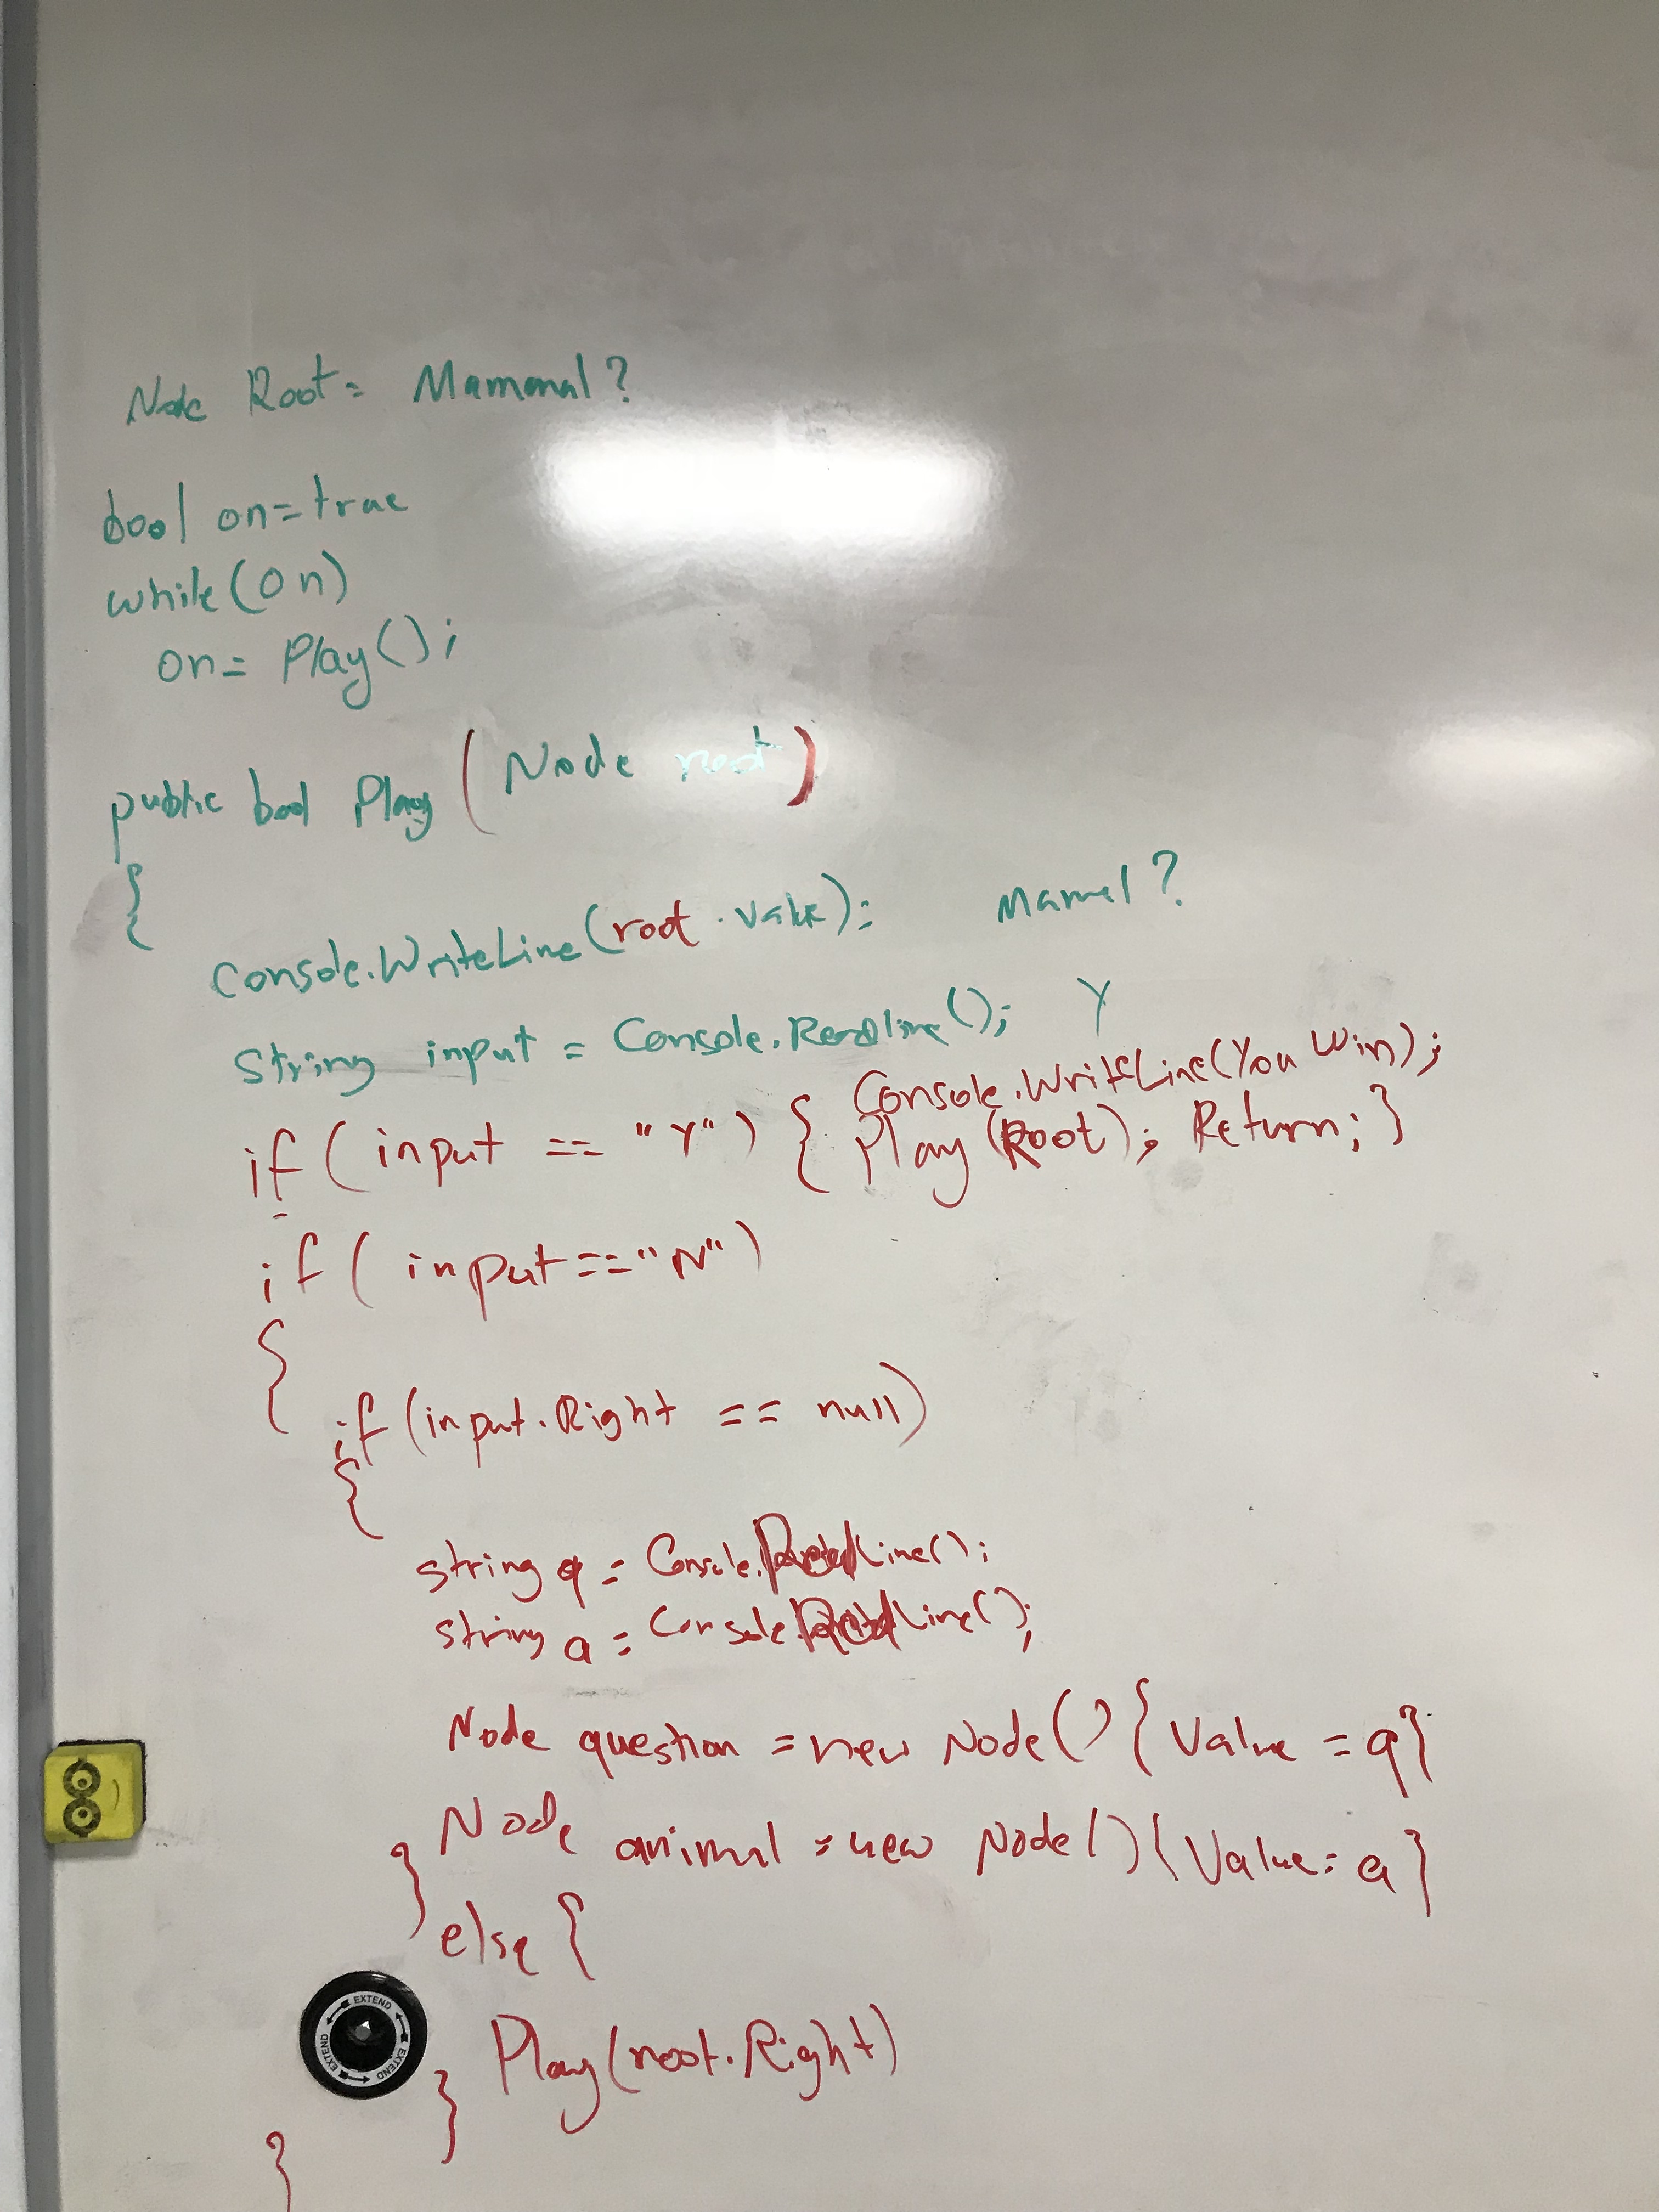 Node Root = Mammal?
bool on = true
while (on)
on = Play();
public bool Play (Node root)
{
Console.WriteLine(root.value); Mamel?
String input = Console.Readline(); Y
Console.WriteLine(You Win);
if (input == "Y") { Play (Root); Return; }
if ( input == "N")
{
if (input.Right == null)
{
string q = Console.ReadLine();
string a = Console.ReadLine();
Node question = new Node() { Value = q }
Node animal = new Node() { Value = a }
}
else {
EXTEND EXTEND EXTEND EXTEND
Play(root.Right)
}
}